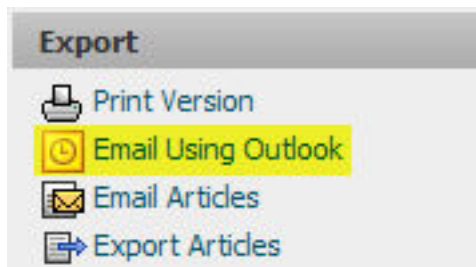 Export
Print Version
Email Using Outlook
Email Articles
Export Articles